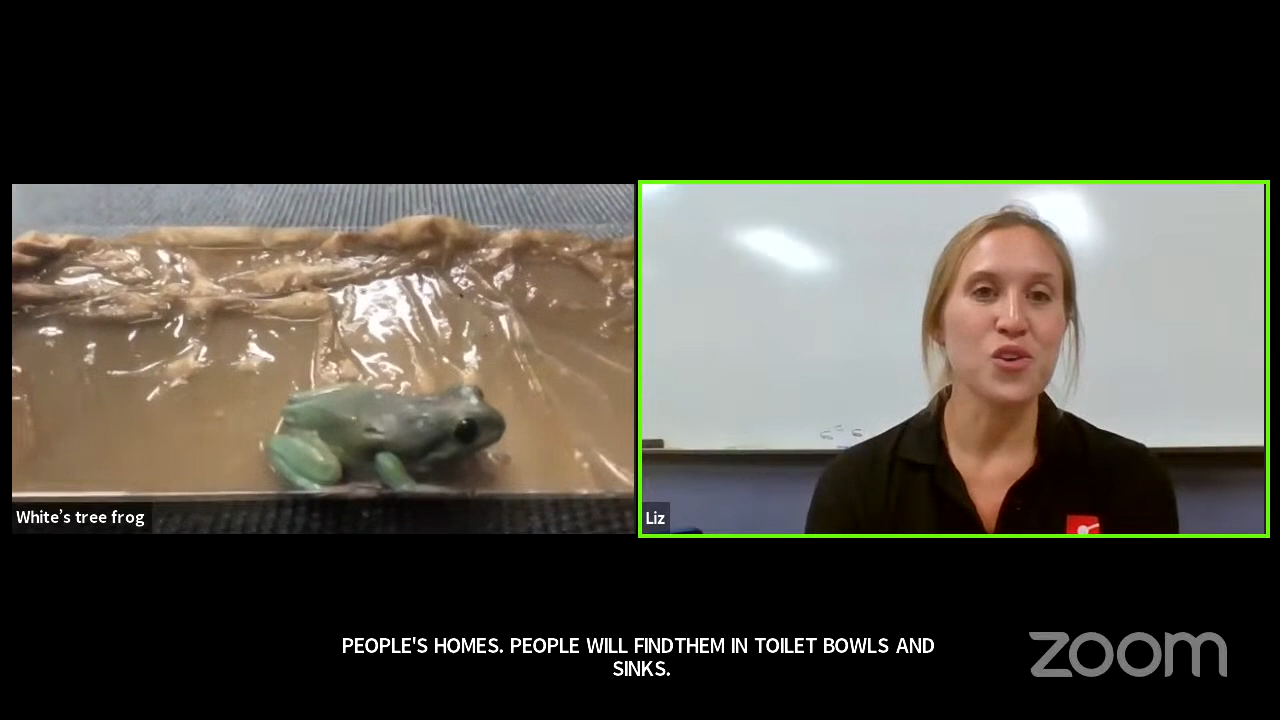 White's tree frog
Liz
PEOPLE'S HOMES. PEOPLE WILL FINDTHEM IN TOILET BOWLS AND
SINKS.
zoom